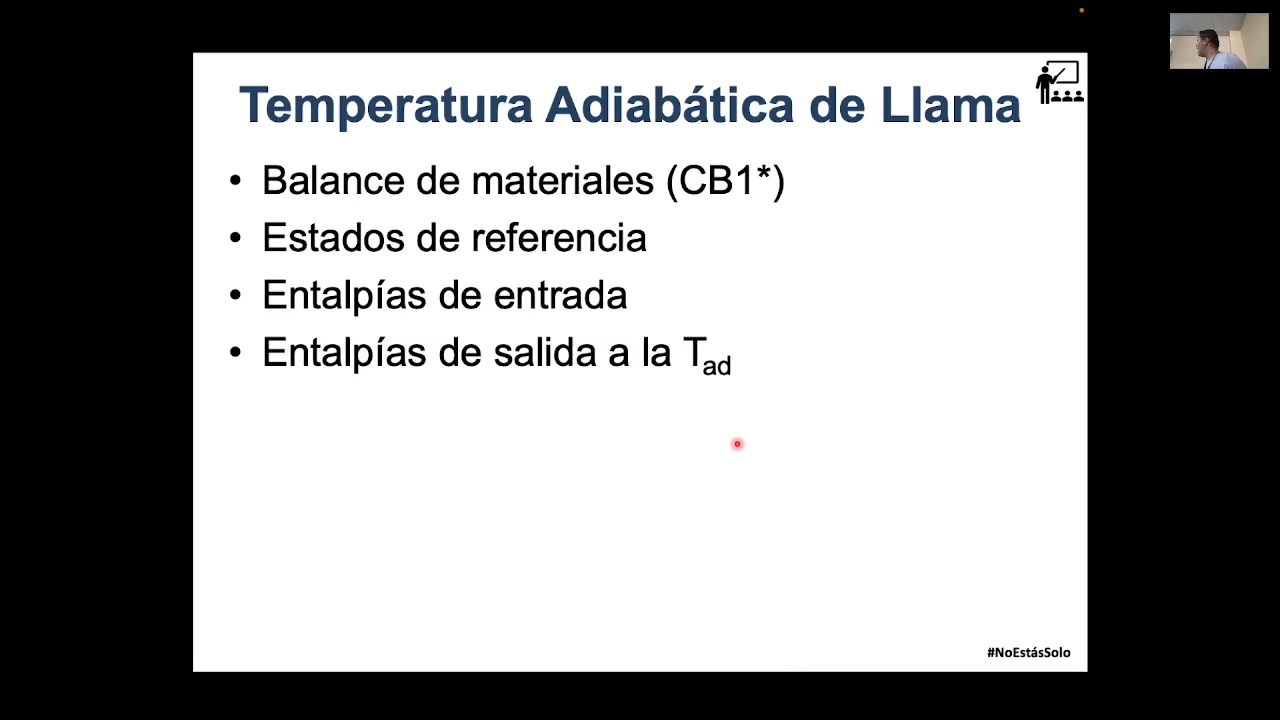 Temperatura Adiabática de Llama
• Balance de materiales (CB1*)
• Estados de referencia
• Entalpías de entrada
• Entalpías de salida a la Tad
#NoEstásSolo